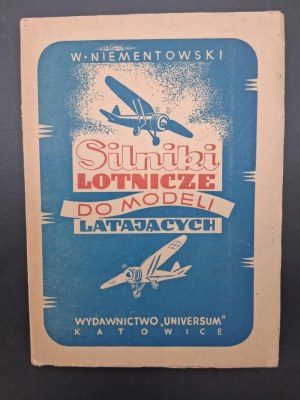 W·NIEMENTOWSKI
Silniki
LOTNICZE
DO MODELI
LATAJĄCYCH
WYDAWNICTWO „UNIVERSUM"
KATOWICE